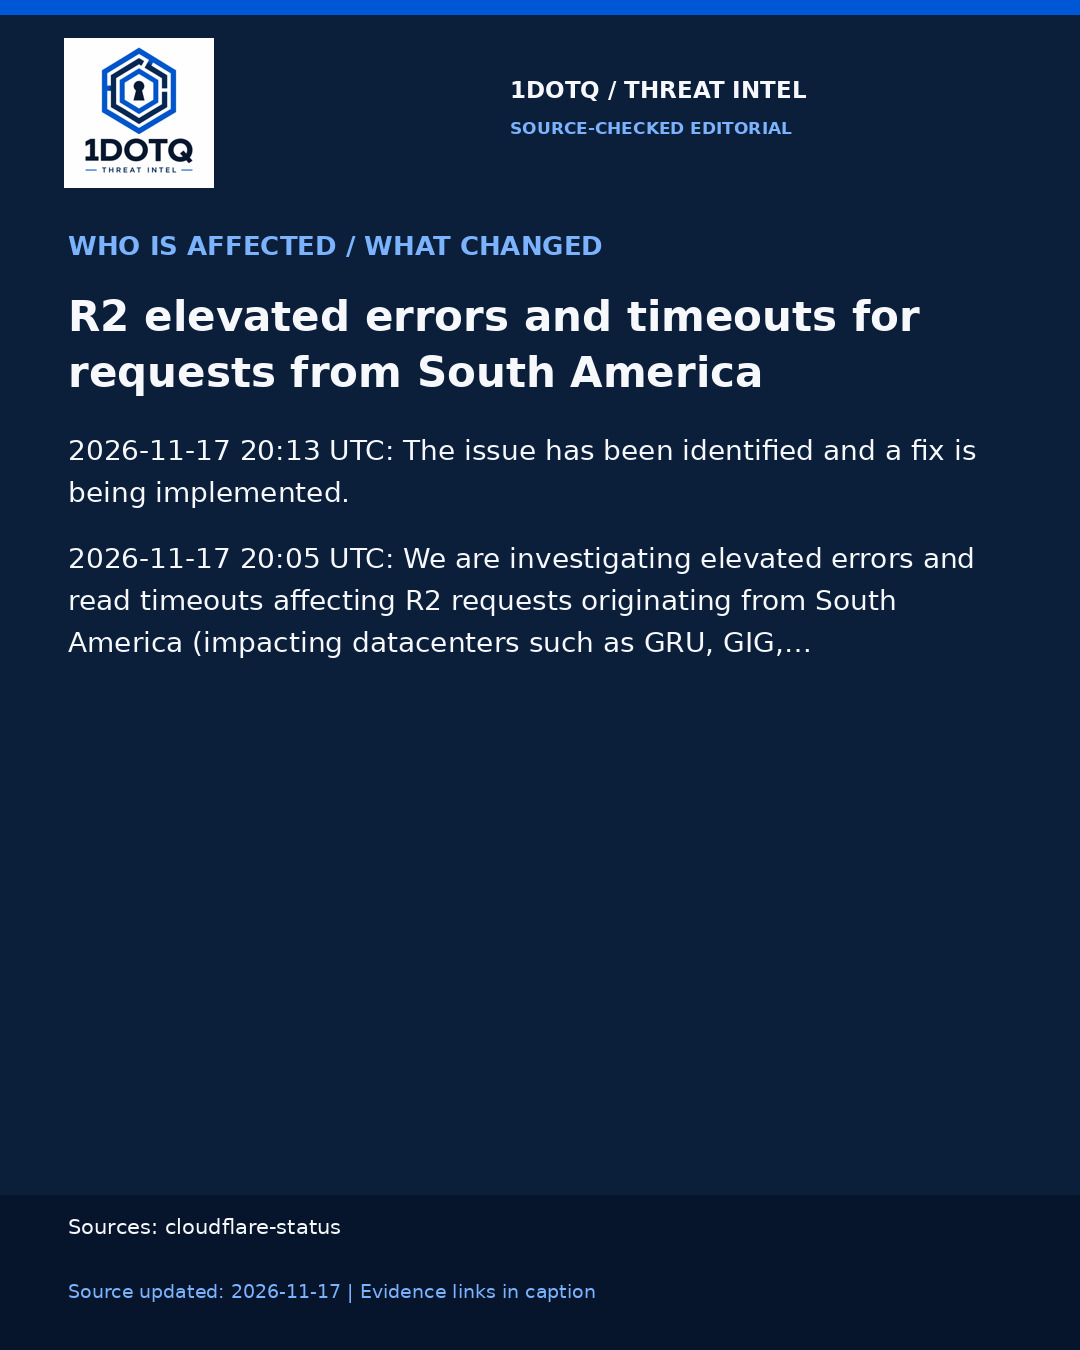 1DOTQ
THREAT INTEL
1DOTQ / THREAT INTEL
SOURCE-CHECKED EDITORIAL
WHO IS AFFECTED / WHAT CHANGED
R2 elevated errors and timeouts for
requests from South America
2026-11-17 20:13 UTC: The issue has been identified and a fix is
being implemented.
2026-11-17 20:05 UTC: We are investigating elevated errors and
read timeouts affecting R2 requests originating from South
America (impacting datacenters such as GRU, GIG,...
Sources: cloudflare-status
Source updated: 2026-11-17 | Evidence links in caption